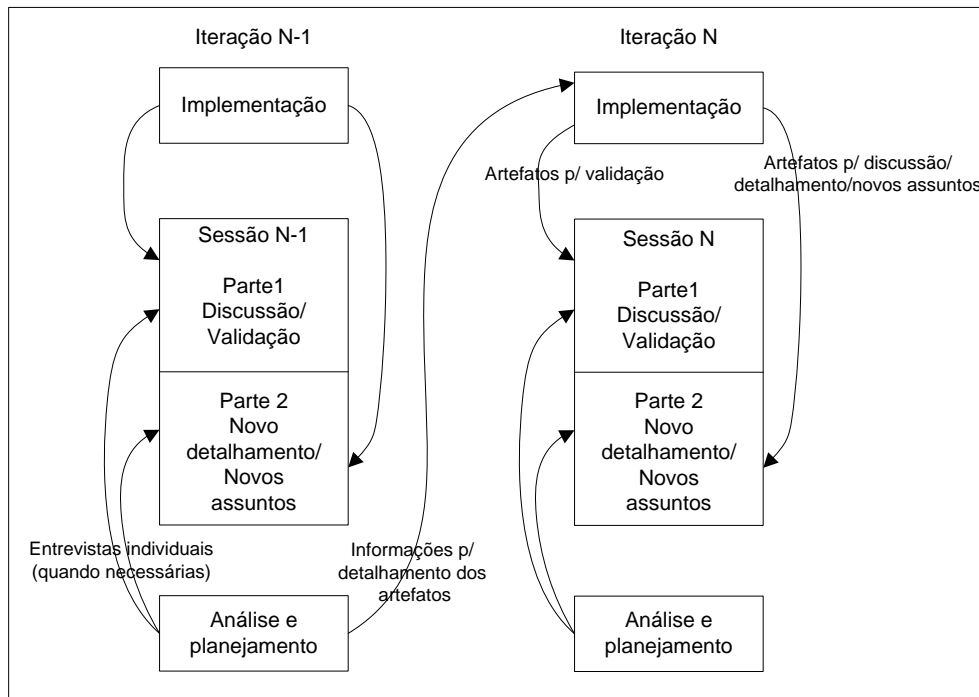 Iteração N-1
Implementação
Sessão N-1
Parte1
Discussão/
Validação
Parte 2
Novo
detalhamento/
Novos
assuntos
Entrevistas individuais
(quando necessárias)
Análise e
planejamento
Informações p/
detalhamento dos
artefatos
Iteração N
Implementação
Artefatos p/ validação
Artefatos p/ discussão/
detalhamento/novos assuntos
Sessão N
Parte1
Discussão/
Validação
Parte 2
Novo
detalhamento/
Novos
assuntos
Análise e
planejamento